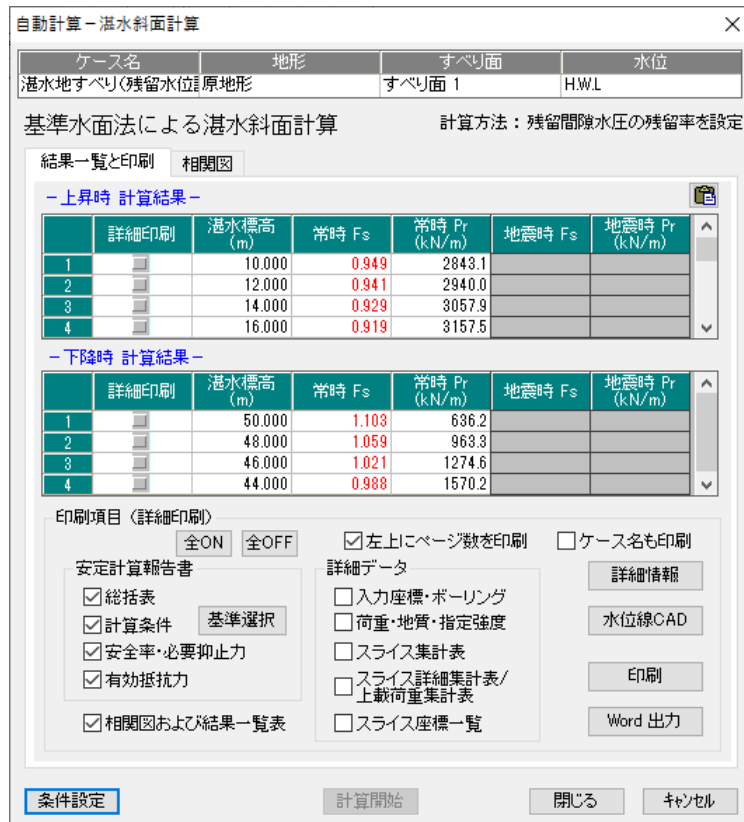 自動計算－湛水斜面計算
ケース名 地形 すべり面 水位
湛水地すべり(残留水位 原地形 すべり面 1 H.W.L
基準水面法による湛水斜面計算 計算方法：残留間隙水圧の残留率を設定
結果一覧と印刷 相関図
－上昇時 計算結果－
詳細印刷 湛水標高(m) 常時 Fs 常時 Pr(kN/m) 地震時 Fs 地震時 Pr(kN/m)
1 10.000 0.949 2843.1
2 12.000 0.941 2940.0
3 14.000 0.929 3057.9
4 16.000 0.919 3157.5
－下降時 計算結果－
詳細印刷 湛水標高(m) 常時 Fs 常時 Pr(kN/m) 地震時 Fs 地震時 Pr(kN/m)
1 50.000 1.103 636.2
2 48.000 1.059 963.3
3 46.000 1.021 1274.6
4 44.000 0.988 1570.2
印刷項目（詳細印刷）
全ON 全OFF 左上にページ数を印刷 ケース名も印刷
安定計算報告書 詳細データ 詳細情報
総括表 入力座標・ボーリング
計算条件 基準選択 荷重・地質・指定強度 水位線CAD
安全率・必要抑止力 スライス集計表
有効抵抗力 スライス詳細集計表/
上載荷重集計表 印刷
相関図および結果一覧表 スライス座標一覧 Word 出力
条件設定 計算開始 閉じる キャンセル